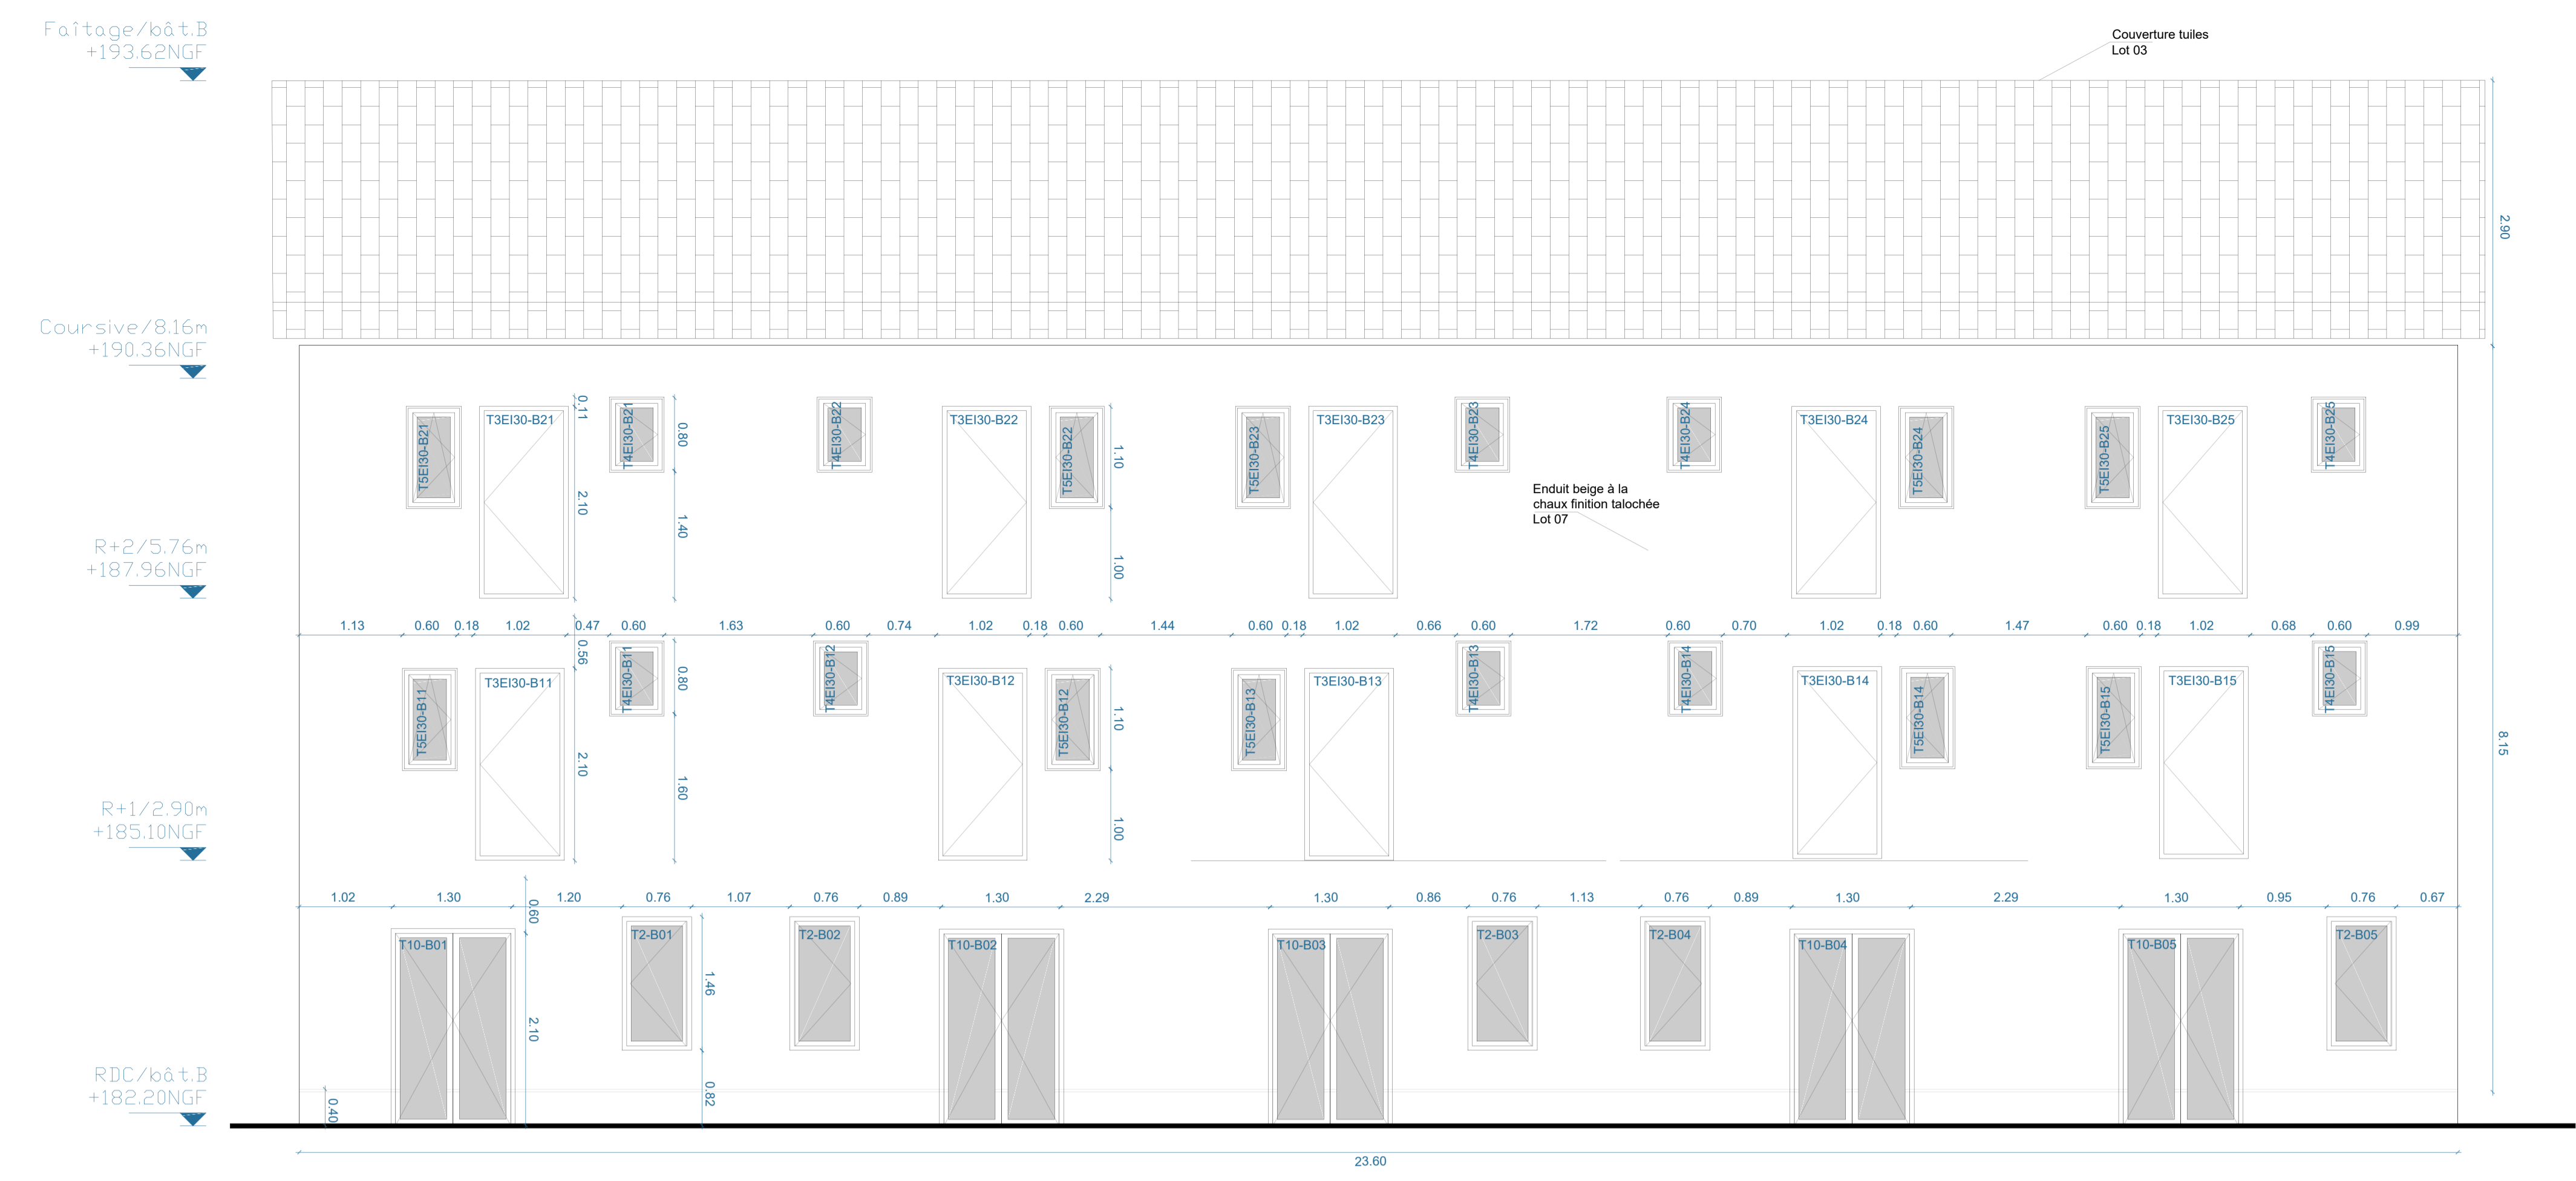 Faîtage/bât.B
+193.62NGF
Couverture tuiles
Lot 03
2.90
Coursive/8.16m
+190.36NGF
T5EI30-B21
T3EI30-B21
0.11
2.10
T4EI30-B21
0.80
1.40
T4EI30-B22
T3EI30-B22
T5EI30-B22
1.10
1.00
T5EI30-B23
T3EI30-B23
T4EI30-B23
T4EI30-B24
T3EI30-B24
T5EI30-B24
T5EI30-B25
T3EI30-B25
T4EI30-B25
Enduit beige à la
chaux finition talochée
Lot 07
R+2/5.76m
+187.96NGF
1.13 0.60 0.18 1.02 0.47 0.60 1.63 0.60 0.74 1.02 0.18 0.60 1.44 0.60 0.18 1.02 0.66 0.60 1.72 0.60 0.70 1.02 0.18 0.60 1.47 0.60 0.18 1.02 0.68 0.60 0.99
T5EI30-B11
T3EI30-B11
0.56
2.10
T4EI30-B11
0.80
1.60
T4EI30-B12
T3EI30-B12
T5EI30-B12
1.10
1.00
T5EI30-B13
T3EI30-B13
T4EI30-B13
T4EI30-B14
T3EI30-B14
T5EI30-B14
T5EI30-B15
T3EI30-B15
T4EI30-B15
8.15
R+1/2.90m
+185.10NGF
1.02 1.30 1.20 0.76 1.07 0.76 0.89 1.30 2.29 1.30 0.86 0.76 1.13 0.76 0.89 1.30 2.29 1.30 0.95 0.76 0.67
T10-B01
0.60
2.10
T2-B01
1.46
0.82
T2-B02
T10-B02
T10-B03
T2-B03
T2-B04
T10-B04
T10-B05
T2-B05
RDC/bât.B
+182.20NGF
0.40
23.60